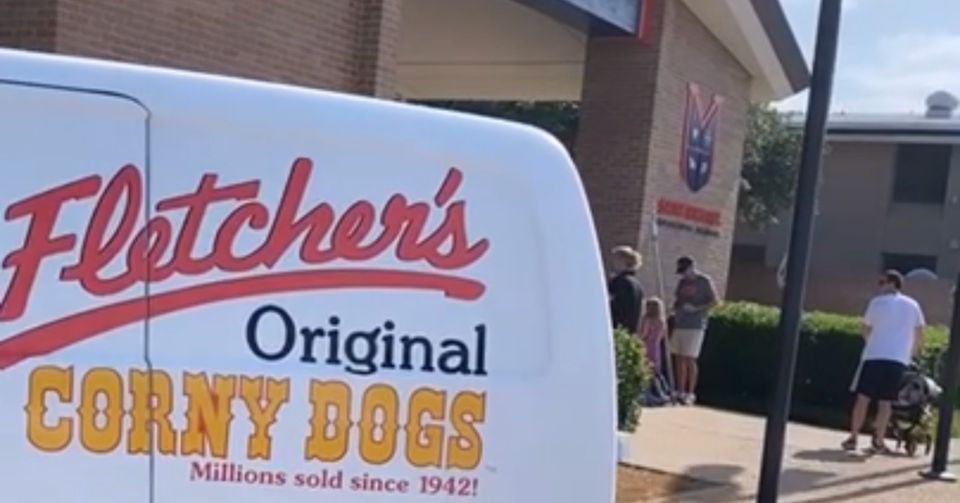 Fletcher's
Original
CORNY DOGS
Millions sold since 1942!